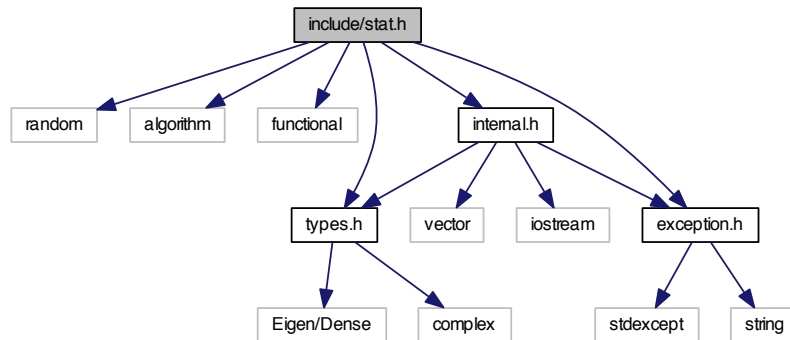 include/stat.h
random
algorithm
functional
internal.h
types.h
vector
iostream
exception.h
Eigen/Dense
complex
stdexcept
string